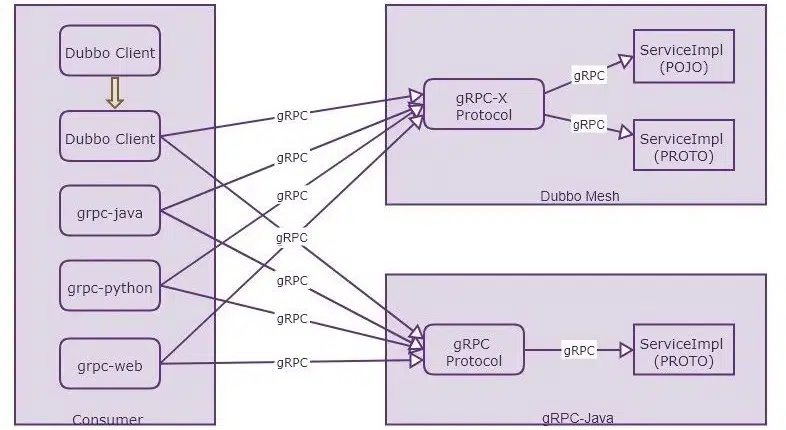 Dubbo Client
Dubbo Client
grpc-java
grpc-python
grpc-web
Consumer
gRPC
gRPC
gRPC
gRPC
gRPC
gRPC
gRPC
gRPC-X
Protocol
gRPC
gRPC
ServiceImpl
(POJO)
ServiceImpl
(PROTO)
Dubbo Mesh
gRPC
Protocol
gRPC
ServiceImpl
(PROTO)
gRPC-Java